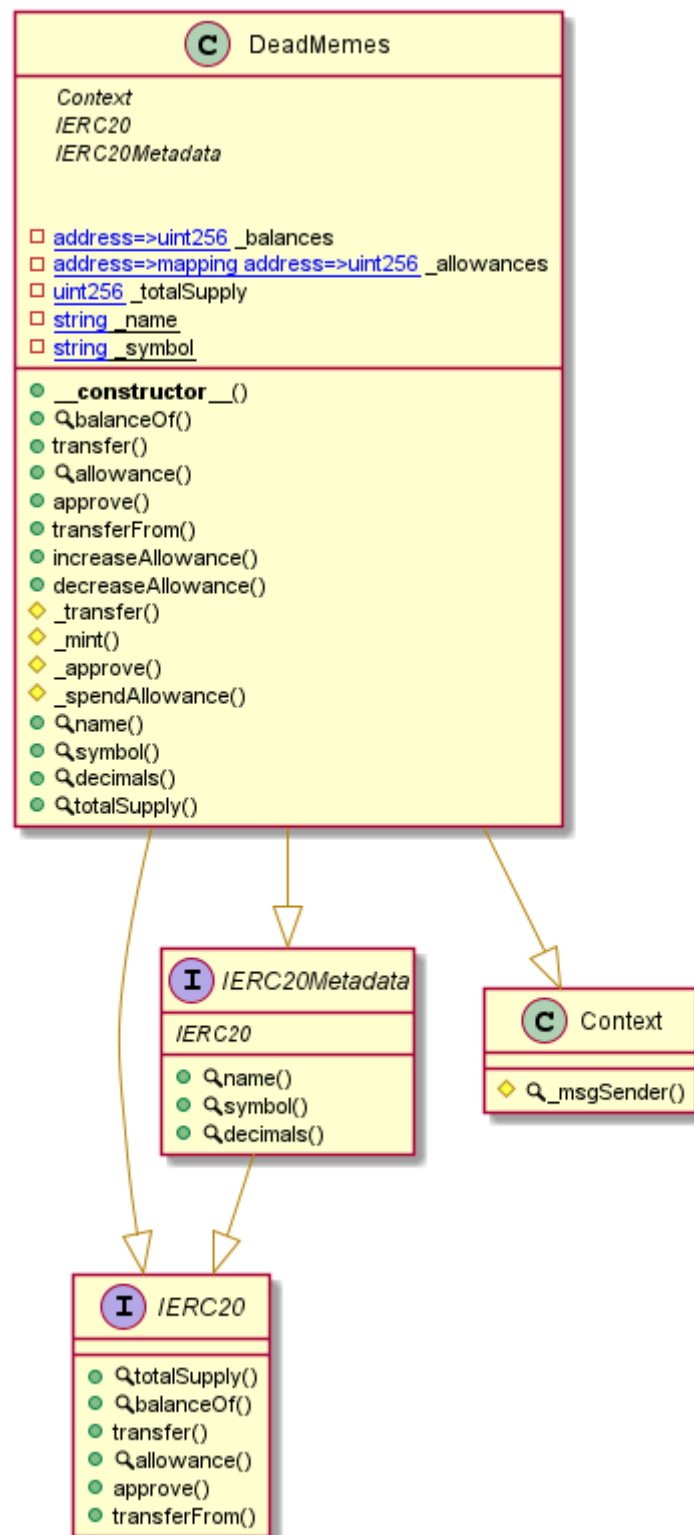 C DeadMemes
Context
IERC20
IERC20Metadata
address=>uint256 _balances
address=>mapping address=>uint256 _allowances
uint256 _totalSupply
string _name
string _symbol
__constructor__()
balanceOf()
transfer()
allowance()
approve()
transferFrom()
increaseAllowance()
decreaseAllowance()
_transfer()
_mint()
_approve()
_spendAllowance()
name()
symbol()
decimals()
totalSupply()
I IERC20Metadata
IERC20
name()
symbol()
decimals()
C Context
_msgSender()
I IERC20
totalSupply()
balanceOf()
transfer()
allowance()
approve()
transferFrom()